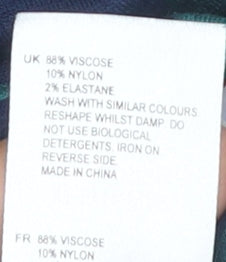 UK 88% VISCOSE
10% NYLON
2% ELASTANE
WASH WITH SIMILAR COLOURS
RESHAPE WHILST DAMP. DO
NOT USE BIOLOGICAL
DETERGENTS. IRON ON
REVERSE SIDE
MADE IN CHINA
FR 88% VISCOSE
10% NYLON